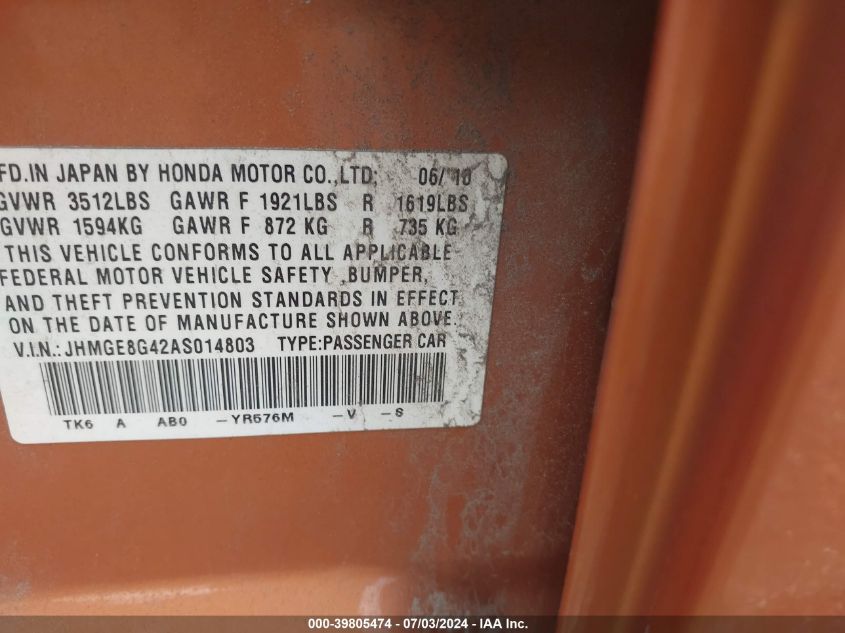 FD.IN JAPAN BY HONDA MOTOR CO.,LTD; 06/10
GVWR 3512LBS GAWR F 1921LBS R 1619LBS
GVWR 1594KG GAWR F 872 KG R 735 KG
THIS VEHICLE CONFORMS TO ALL APPLICABLE
FEDERAL MOTOR VEHICLE SAFETY ,BUMPER,
AND THEFT PREVENTION STANDARDS IN EFFECT
ON THE DATE OF MANUFACTURE SHOWN ABOVE.
V.I.N.: JHMGE8G42AS014803 TYPE:PASSENGER CAR
TK6 A AB0 -YR576M -V -S
000-39805474 - 07/03/2024 - IAA Inc.